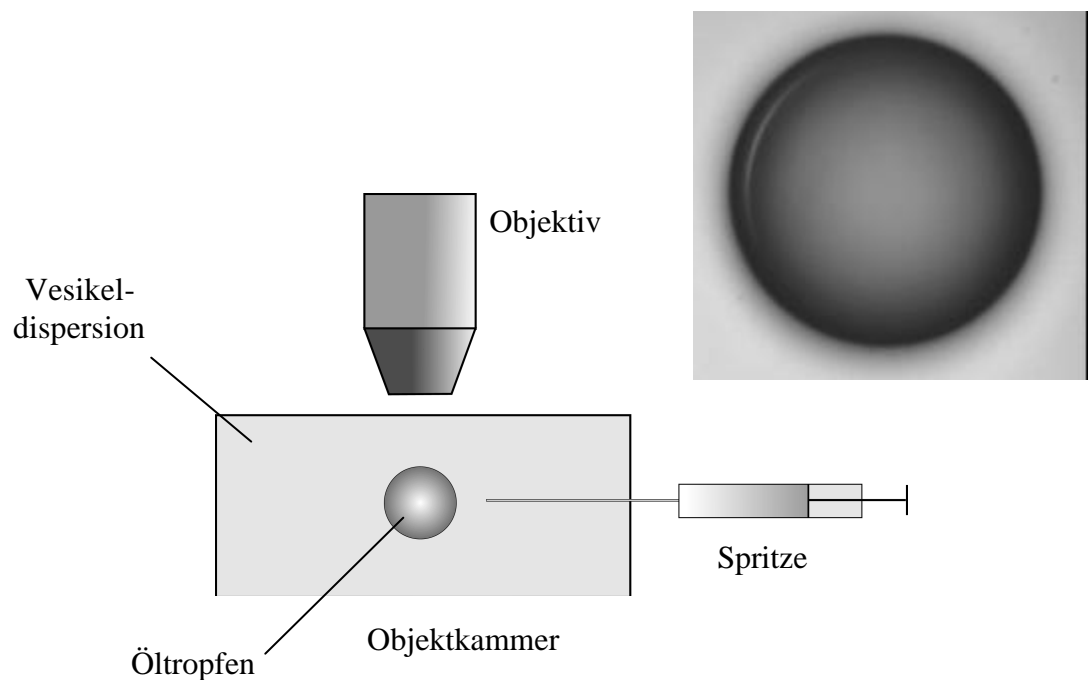 Objektiv
Vesikel-
dispersion
Spritze
Objektkammer
Öltropfen